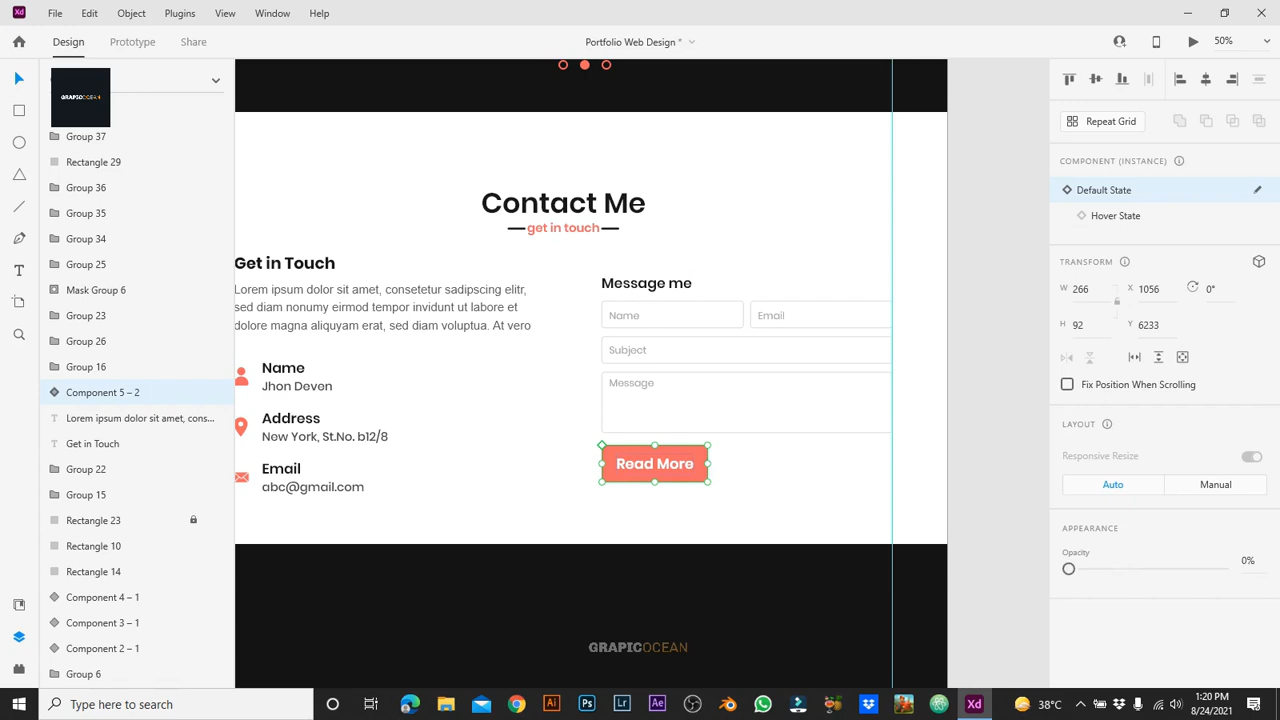 Xd File Edit Object Plugins View Window Help
Design Prototype Share
Portfolio Web Design *
50%
GRAPICOCEAN
Group 37
Rectangle 29
Group 36
Group 35
Group 34
Group 25
Mask Group 6
Group 23
Group 26
Group 16
Component 5 – 2
Lorem ipsum dolor sit amet, cons...
Get in Touch
Group 22
Group 15
Rectangle 23
Rectangle 10
Rectangle 14
Component 4 – 1
Component 3 – 1
Component 2 – 1
Group 6
Contact Me
get in touch
Get in Touch
Lorem ipsum dolor sit amet, consetetur sadipscing elitr,
sed diam nonumy eirmod tempor invidunt ut labore et
dolore magna aliquyam erat, sed diam voluptua. At vero
Name
Jhon Deven
Address
New York, St.No. b12/8
Email
abc@gmail.com
Message me
Name
Email
Subject
Message
Read More
GRAPICOCEAN
Repeat Grid
COMPONENT (INSTANCE)
Default State
Hover State
TRANSFORM
W 266 X 1056 0°
H 92 Y 6233
Fix Position When Scrolling
LAYOUT
Responsive Resize
Auto Manual
APPEARANCE
Opacity
0%
Type here to search
Ai Ps Lr Ae Xd
38°C
1:20 PM
8/24/2021